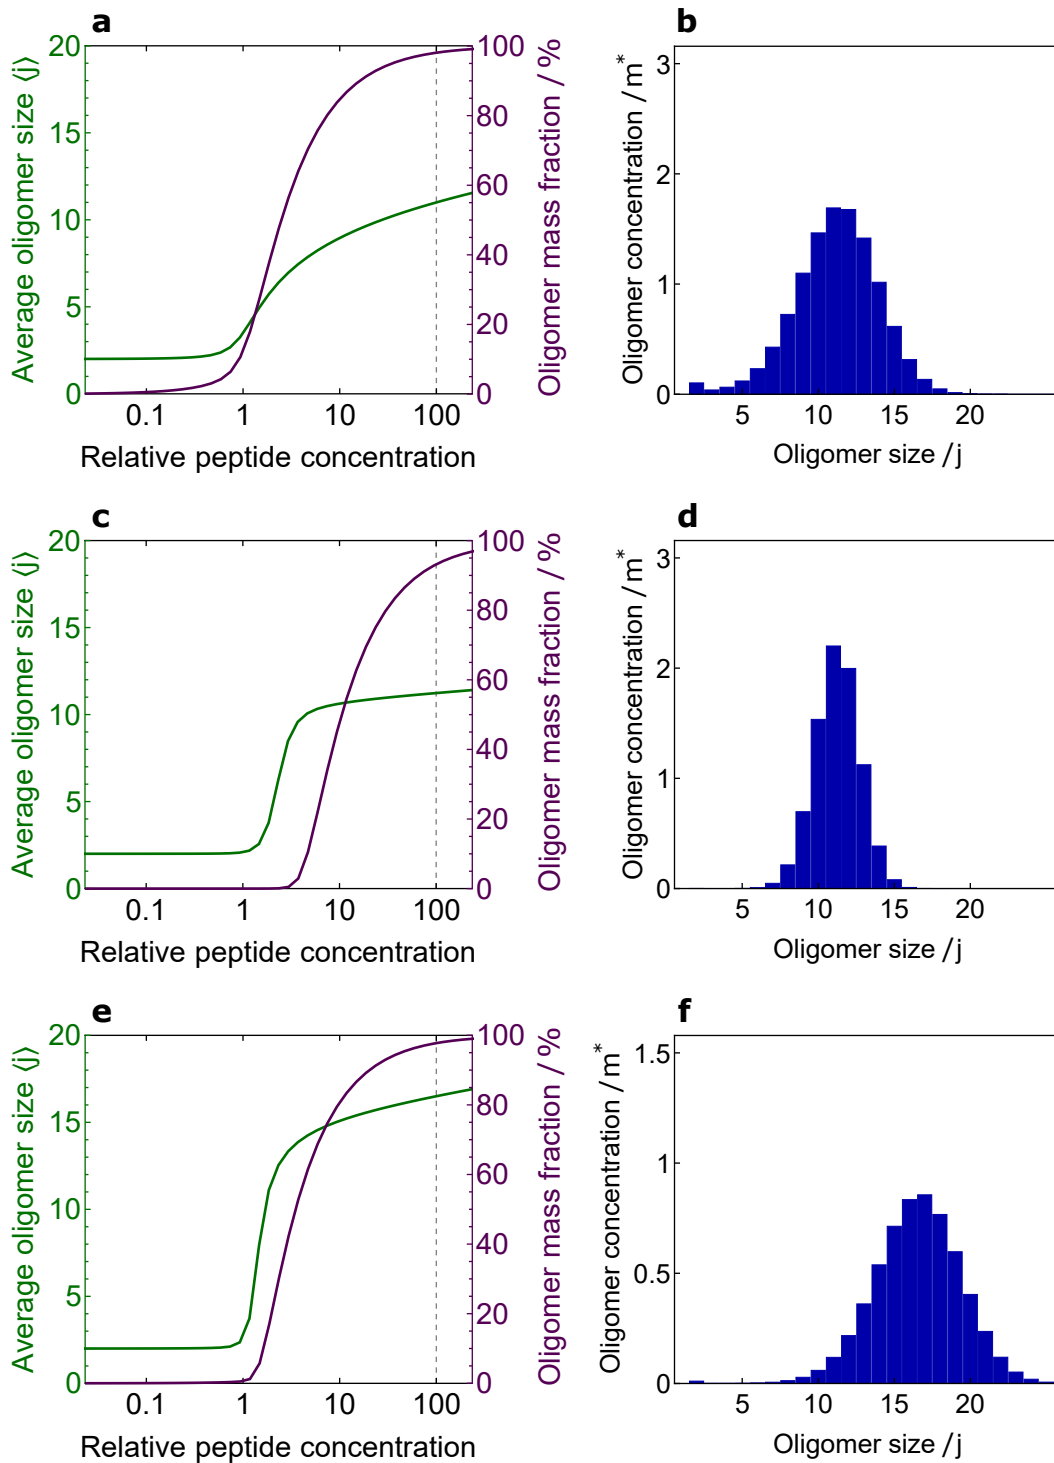 a
20
15
10
5
0
Average oligomer size ⟨j⟩
100
80
60
40
20
0
Oligomer mass fraction / %
0.1 1 10 100
Relative peptide concentration
b
3
2
1
0
Oligomer concentration /m*
5 10 15 20
Oligomer size /j
c
20
15
10
5
0
Average oligomer size ⟨j⟩
100
80
60
40
20
0
Oligomer mass fraction / %
0.1 1 10 100
Relative peptide concentration
d
3
2
1
0
Oligomer concentration /m*
5 10 15 20
Oligomer size /j
e
20
15
10
5
0
Average oligomer size ⟨j⟩
100
80
60
40
20
0
Oligomer mass fraction / %
0.1 1 10 100
Relative peptide concentration
f
1.5
1
0.5
0
Oligomer concentration /m*
5 10 15 20
Oligomer size /j